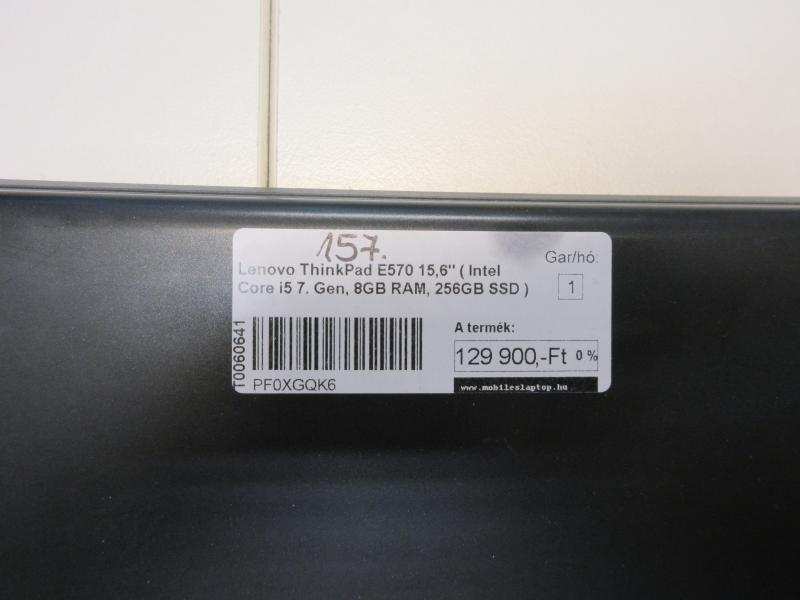 157.
Lenovo ThinkPad E570 15,6" ( Intel
Core i5 7. Gen, 8GB RAM, 256GB SSD )
Gar/hó:
1
T0060641
PF0XGQK6
A termék:
129 900,-Ft 0 %
www.mobileslaptop.hu